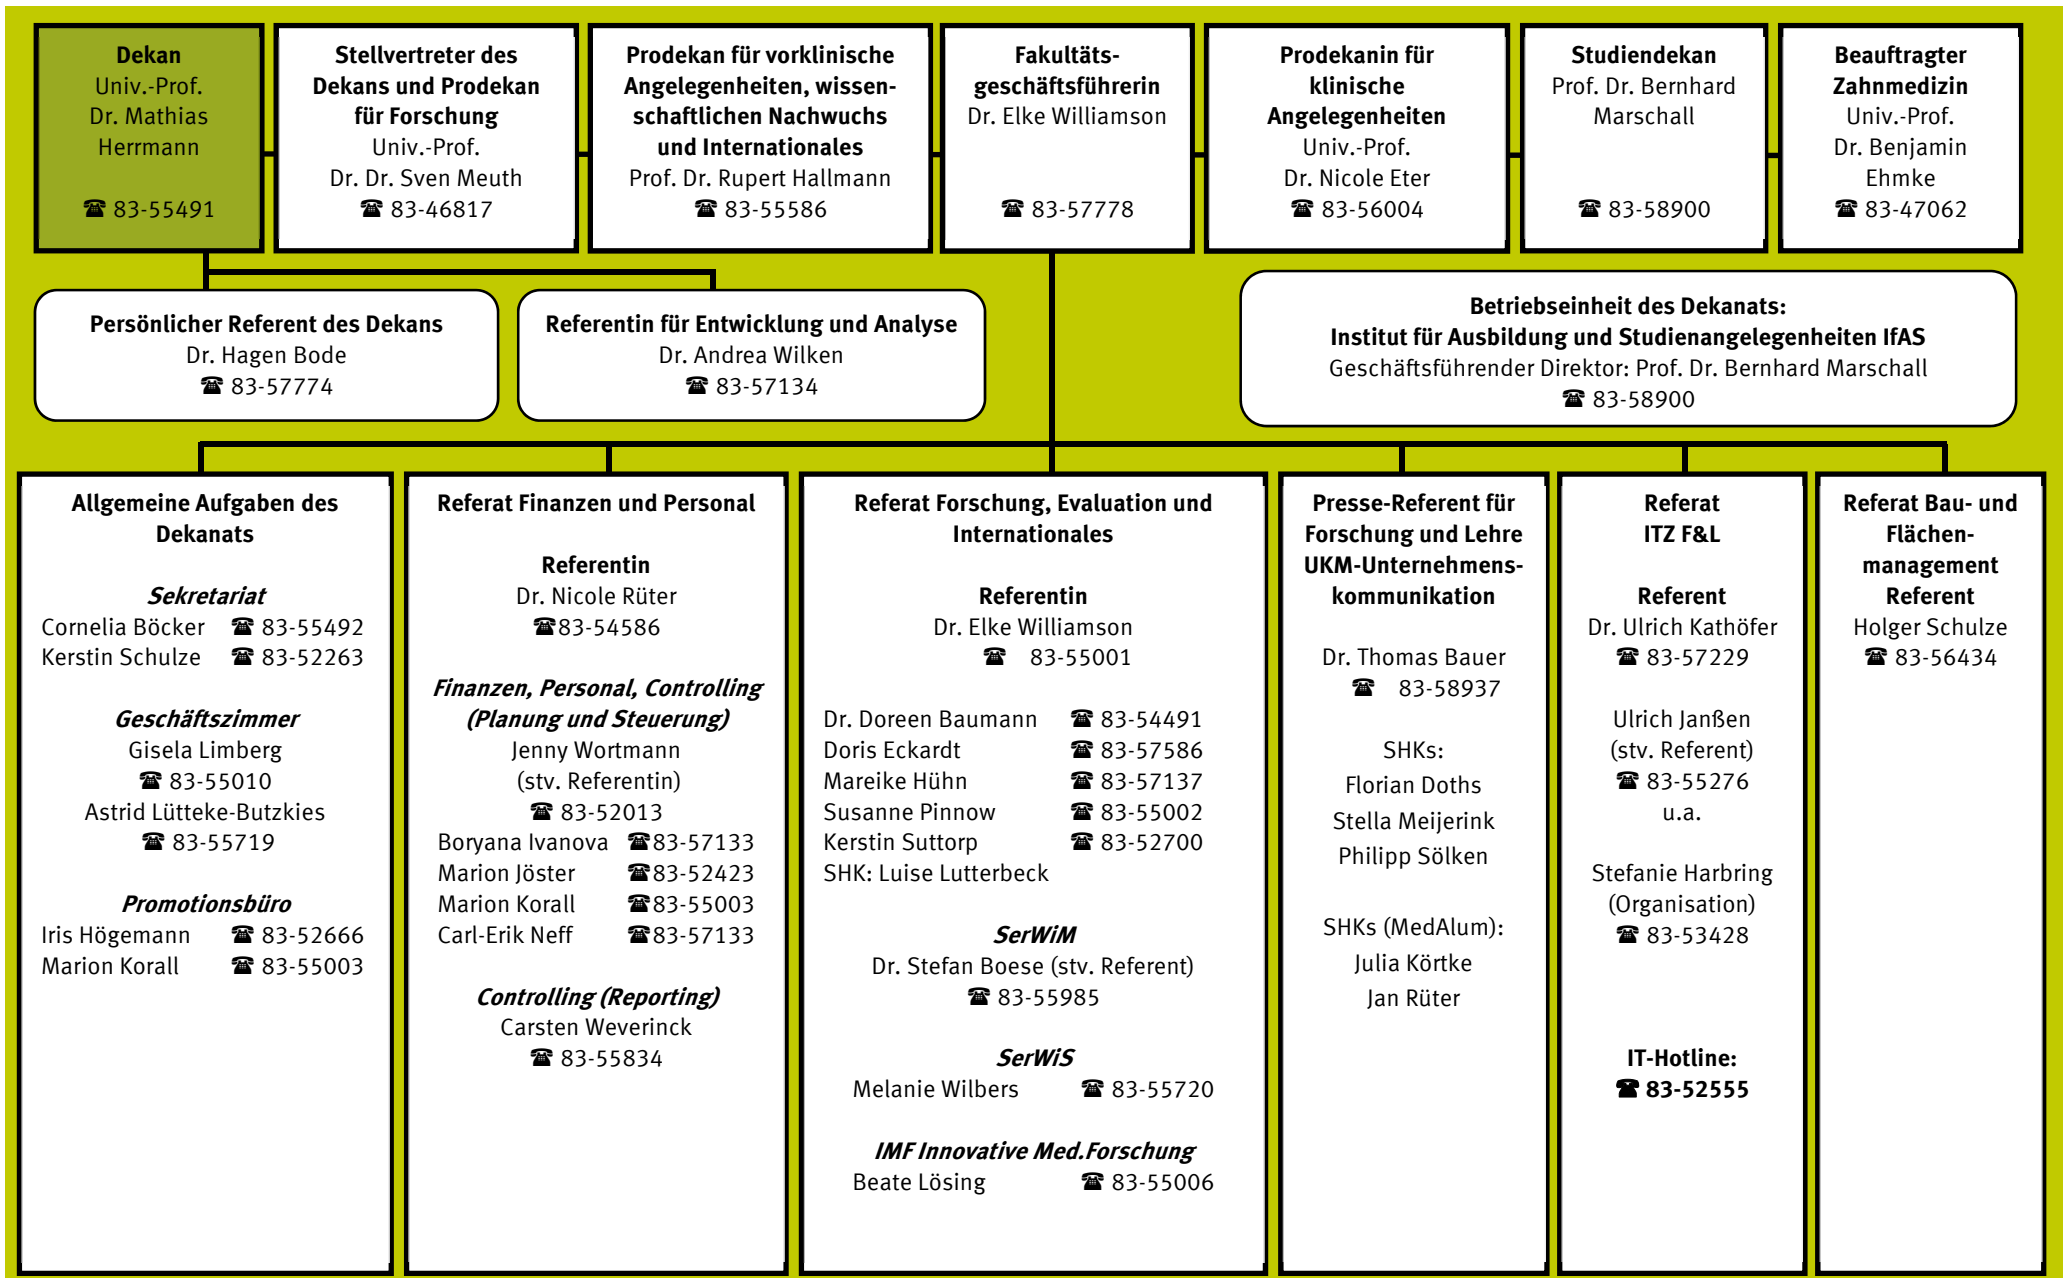 Dekan
Univ.-Prof.
Dr. Mathias
Herrmann
☎ 83-55491
Stellvertreter des
Dekans und Prodekan
für Forschung
Univ.-Prof.
Dr. Dr. Sven Meuth
☎ 83-46817
Prodekan für vorklinische
Angelegenheiten, wissen-
schaftlichen Nachwuchs
und Internationales
Prof. Dr. Rupert Hallmann
☎ 83-55586
Fakultäts-
geschäftsführerin
Dr. Elke Williamson
☎ 83-57778
Prodekanin für
klinische
Angelegenheiten
Univ.-Prof.
Dr. Nicole Eter
☎ 83-56004
Studiendekan
Prof. Dr. Bernhard
Marschall
☎ 83-58900
Beauftragter
Zahnmedizin
Univ.-Prof.
Dr. Benjamin
Ehmke
☎ 83-47062
Persönlicher Referent des Dekans
Dr. Hagen Bode
☎ 83-57774
Referentin für Entwicklung und Analyse
Dr. Andrea Wilken
☎ 83-57134
Betriebseinheit des Dekanats:
Institut für Ausbildung und Studienangelegenheiten IfAS
Geschäftsführender Direktor: Prof. Dr. Bernhard Marschall
☎ 83-58900
Allgemeine Aufgaben des
Dekanats
Sekretariat
Cornelia Böcker ☎ 83-55492
Kerstin Schulze ☎ 83-52263
Geschäftszimmer
Gisela Limberg
☎ 83-55010
Astrid Lütteke-Butzkies
☎ 83-55719
Promotionsbüro
Iris Högemann ☎ 83-52666
Marion Korall ☎ 83-55003
Referat Finanzen und Personal
Referentin
Dr. Nicole Rüter
☎83-54586
Finanzen, Personal, Controlling
(Planung und Steuerung)
Jenny Wortmann
(stv. Referentin)
☎ 83-52013
Boryana Ivanova ☎83-57133
Marion Jöster ☎83-52423
Marion Korall ☎83-55003
Carl-Erik Neff ☎83-57133
Controlling (Reporting)
Carsten Weverinck
☎ 83-55834
Referat Forschung, Evaluation und
Internationales
Referentin
Dr. Elke Williamson
☎ 83-55001
Dr. Doreen Baumann ☎ 83-54491
Doris Eckardt ☎ 83-57586
Mareike Hühn ☎ 83-57137
Susanne Pinnow ☎ 83-55002
Kerstin Suttorp ☎ 83-52700
SHK: Luise Lutterbeck
SerWiM
Dr. Stefan Boese (stv. Referent)
☎ 83-55985
SerWiS
Melanie Wilbers ☎ 83-55720
IMF Innovative Med.Forschung
Beate Lösing ☎ 83-55006
Presse-Referent für
Forschung und Lehre
UKM-Unternehmens-
kommunikation
Dr. Thomas Bauer
☎ 83-58937
SHKs:
Florian Doths
Stella Meijerink
Philipp Sölken
SHKs (MedAlum):
Julia Körtke
Jan Rüter
Referat
ITZ F&L
Referent
Dr. Ulrich Kathöfer
☎ 83-57229
Ulrich Janßen
(stv. Referent)
☎ 83-55276
u.a.
Stefanie Harbring
(Organisation)
☎ 83-53428
IT-Hotline:
☎ 83-52555
Referat Bau- und
Flächen-
management
Referent
Holger Schulze
☎ 83-56434